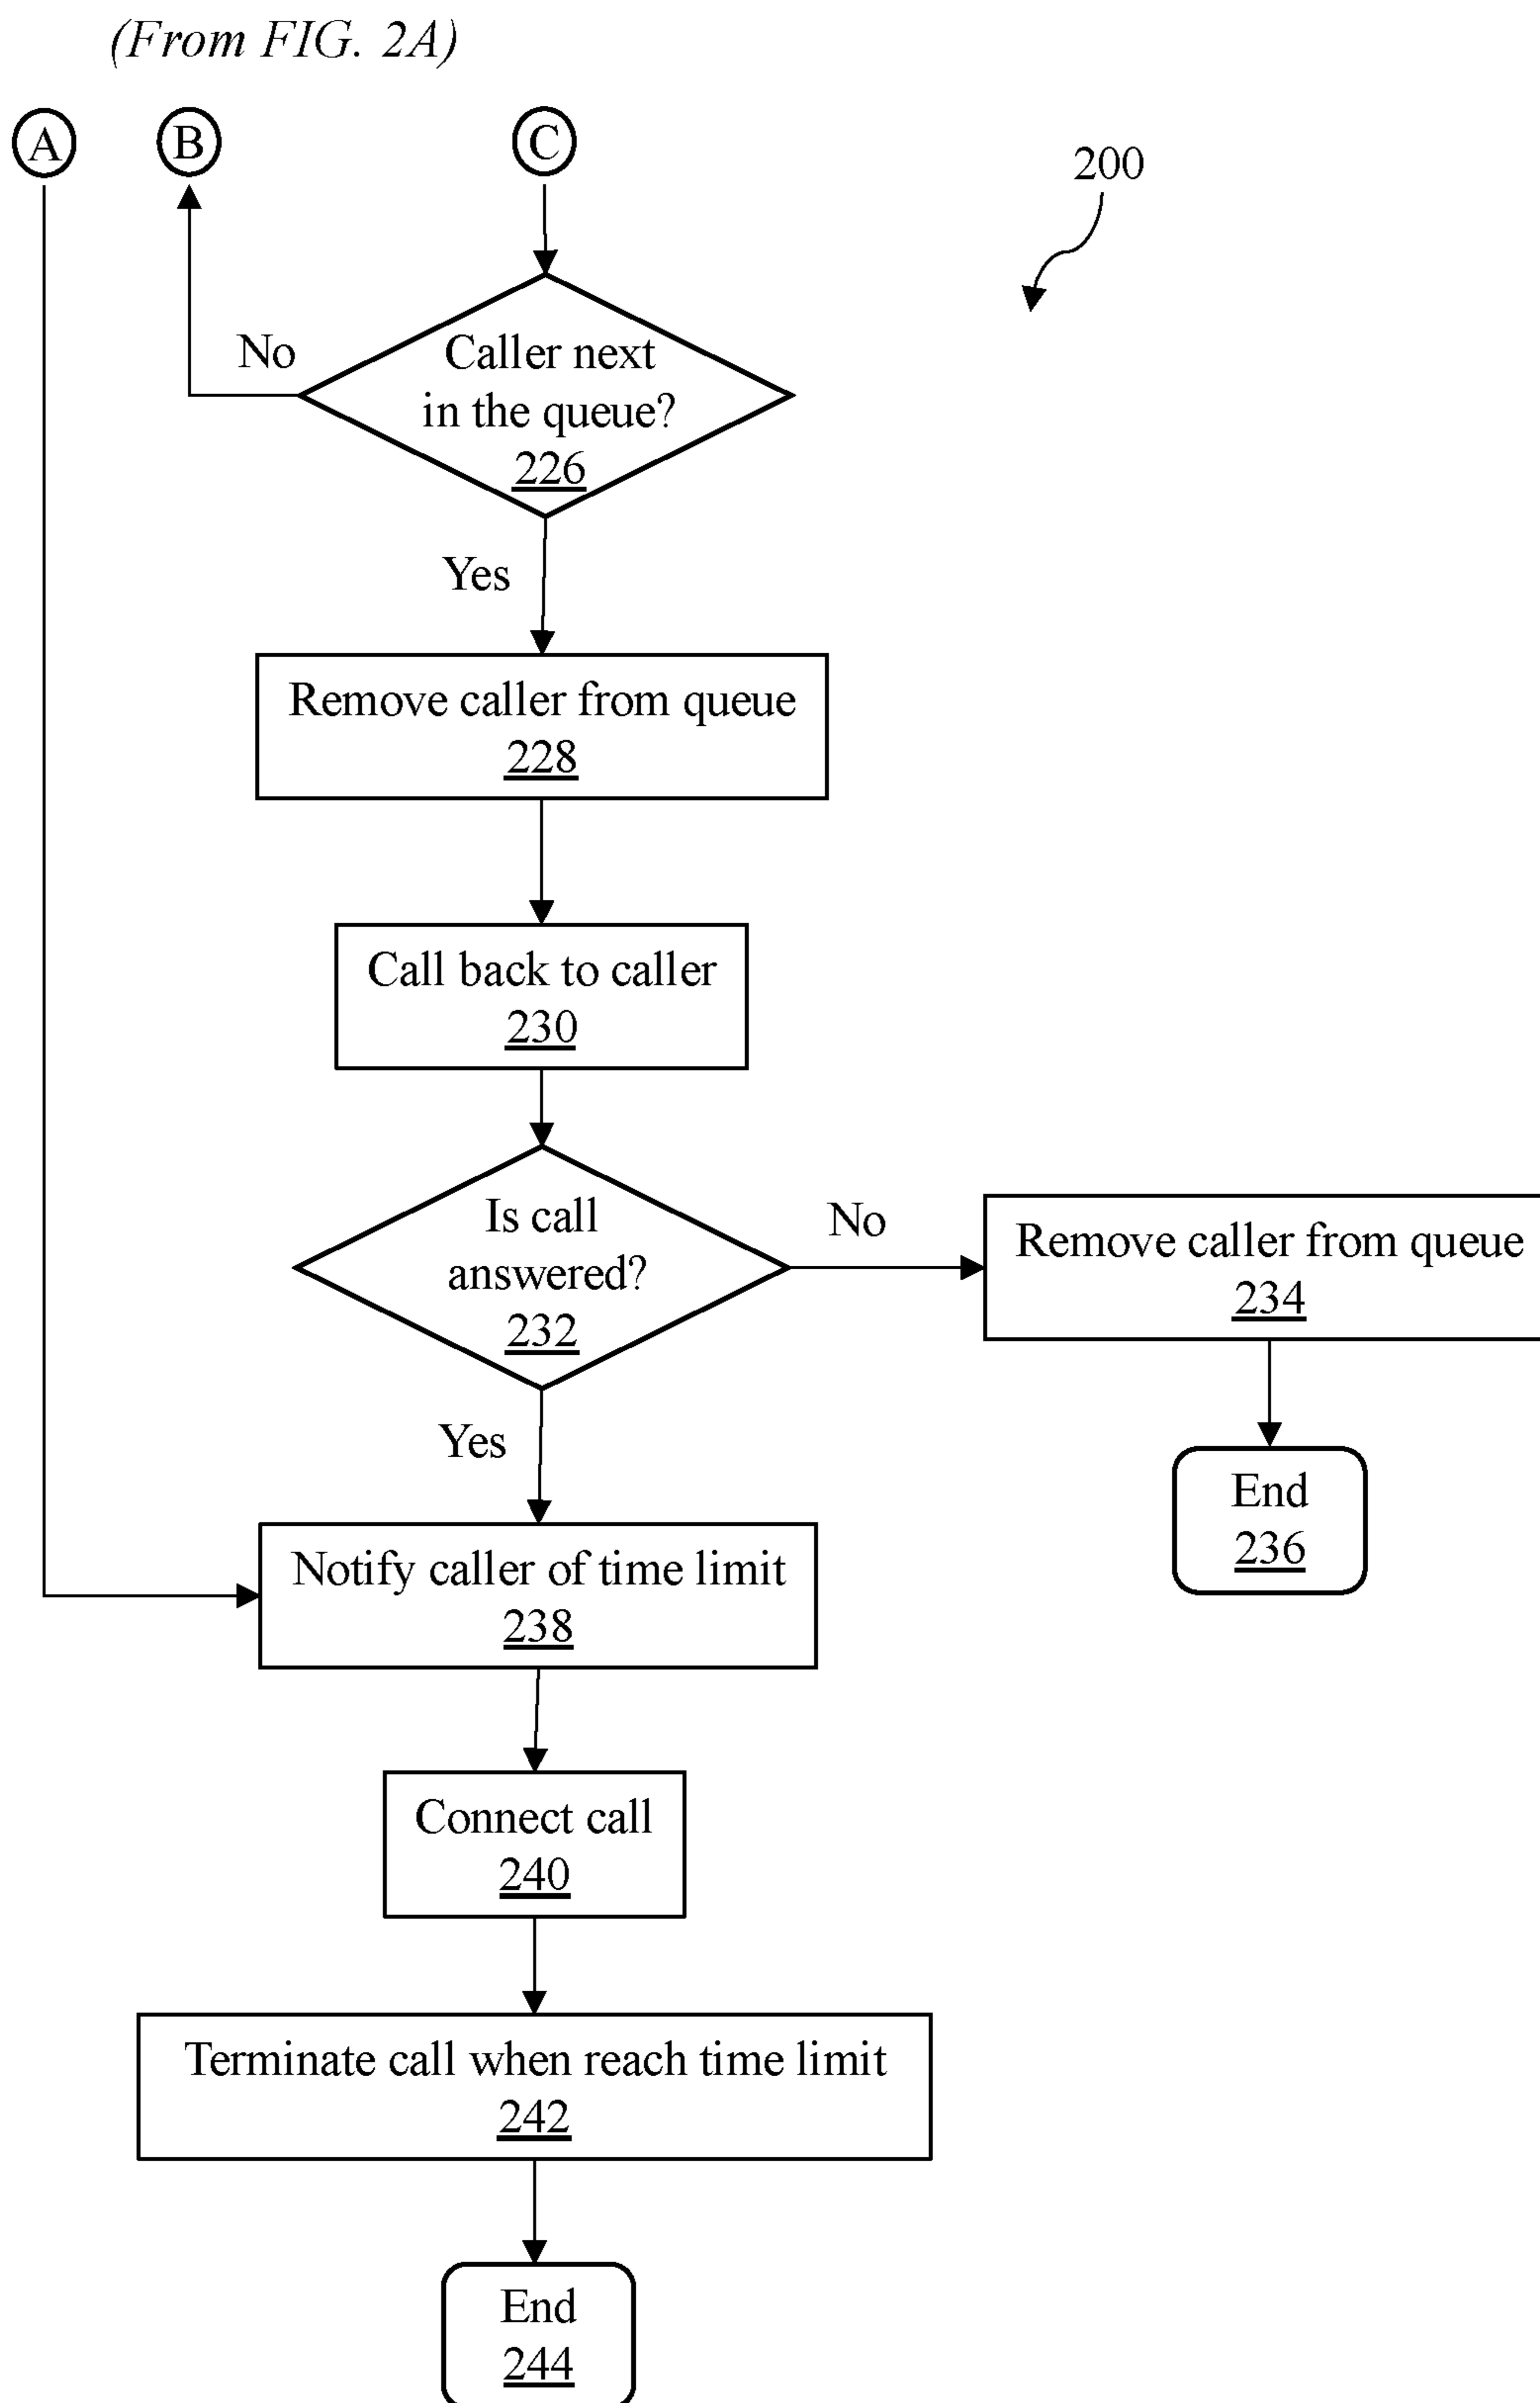 (From FIG. 2A)
A
B
C
200
No
Caller next
in the queue?
226
Yes
Remove caller from queue
228
Call back to caller
230
Is call
answered?
232
No
Remove caller from queue
234
End
236
Yes
Notify caller of time limit
238
Connect call
240
Terminate call when reach time limit
242
End
244